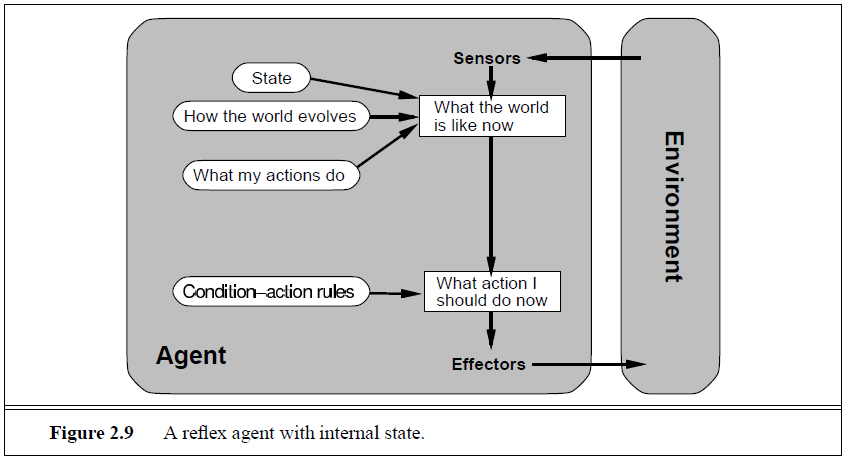 Sensors
State
How the world evolves
What the world
is like now
What my actions do
Environment
Condition–action rules
What action I
should do now
Agent
Effectors
Figure 2.9 A reflex agent with internal state.